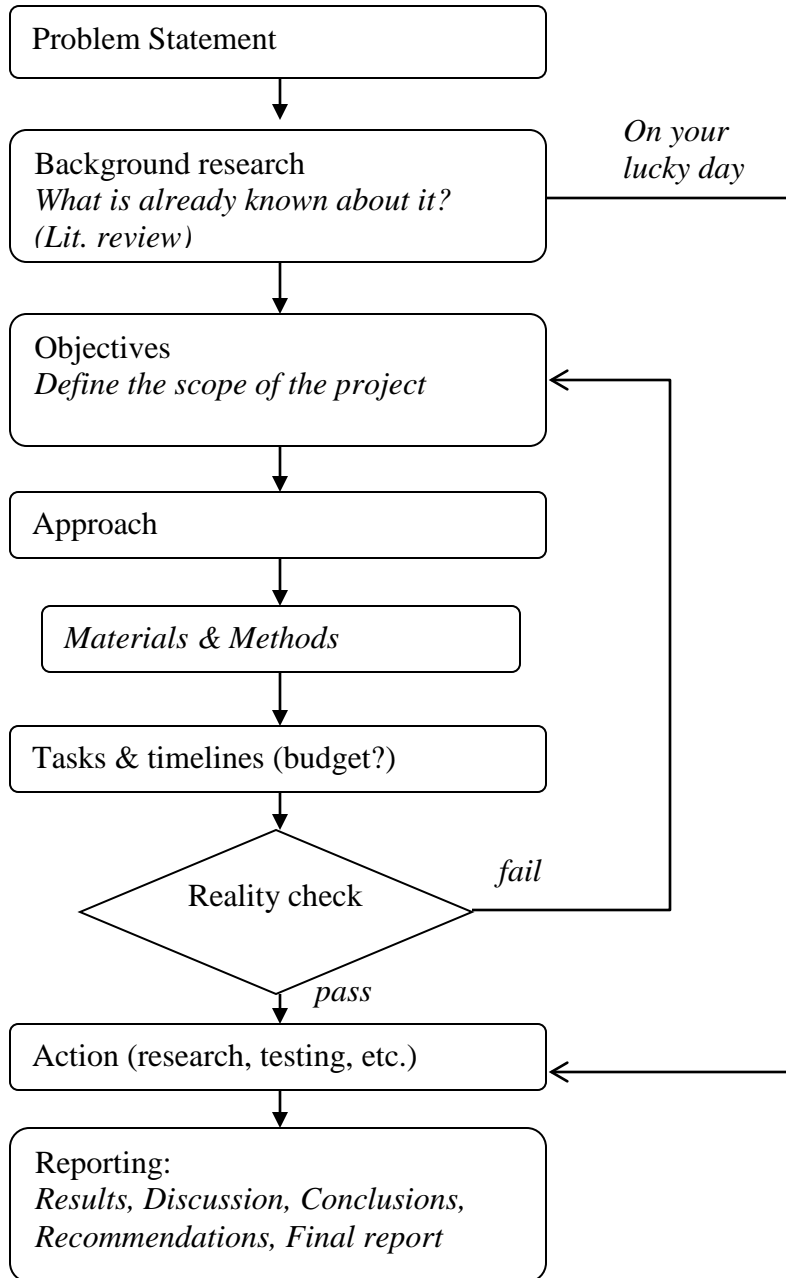 Problem Statement
On your
lucky day
Background research
What is already known about it?
(Lit. review)
Objectives
Define the scope of the project
Approach
Materials & Methods
Tasks & timelines (budget?)
fail
Reality check
pass
Action (research, testing, etc.)
Reporting:
Results, Discussion, Conclusions,
Recommendations, Final report